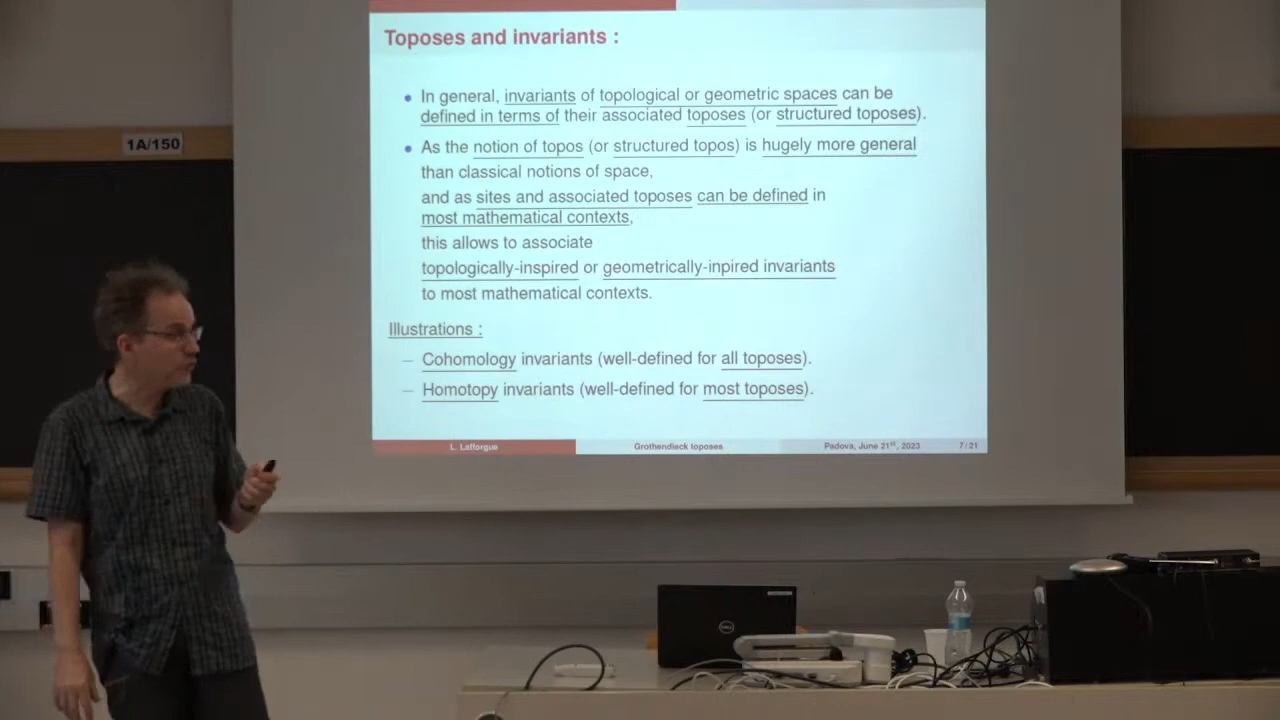 Toposes and invariants :
• In general, invariants of topological or geometric spaces can be
defined in terms of their associated toposes (or structured toposes).
• As the notion of topos (or structured topos) is hugely more general
than classical notions of space,
and as sites and associated toposes can be defined in
most mathematical contexts,
this allows to associate
topologically-inspired or geometrically-inpired invariants
to most mathematical contexts.
Illustrations :
– Cohomology invariants (well-defined for all toposes).
– Homotopy invariants (well-defined for most toposes).
L. Lafforgue Grothendieck toposes Padova, June 21st, 2023 7 / 21
1A/150
DELL